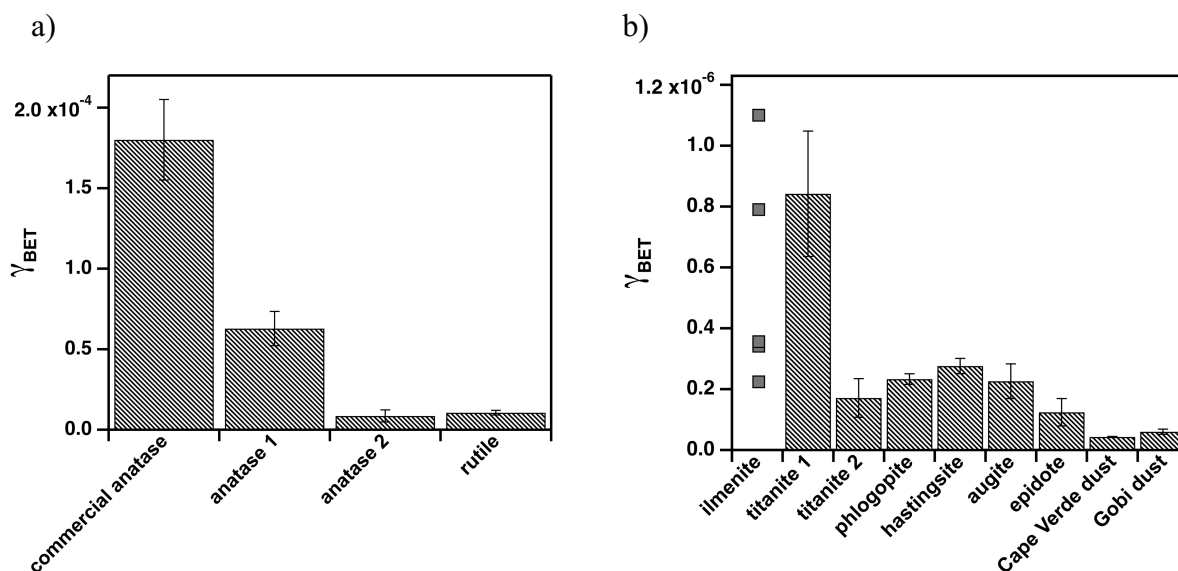 a)
2.0 x10-4
1.5
1.0
0.5
0.0
γBET
commercial anatase
anatase 1
anatase 2
rutile
b)
1.2 x10-6
1.0
0.8
0.6
0.4
0.2
0.0
γBET
ilmenite
titanite 1
titanite 2
phlogopite
hastingsite
augite
epidote
Cape Verde dust
Gobi dust